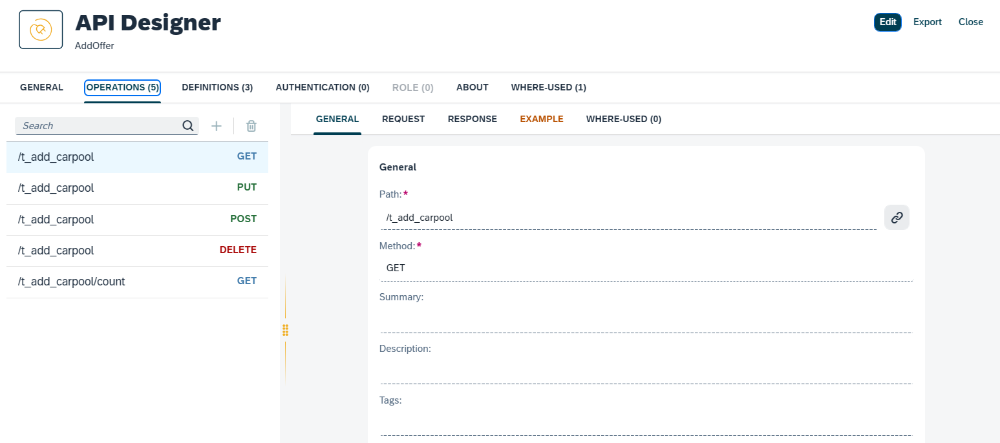 API Designer
AddOffer
Edit Export Close
GENERAL OPERATIONS (5) DEFINITIONS (3) AUTHENTICATION (0) ROLE (0) ABOUT WHERE-USED (1)
Search
/t_add_carpool GET
/t_add_carpool PUT
/t_add_carpool POST
/t_add_carpool DELETE
/t_add_carpool/count GET
GENERAL REQUEST RESPONSE EXAMPLE WHERE-USED (0)
General
Path:*
/t_add_carpool
Method:*
GET
Summary:
Description:
Tags: